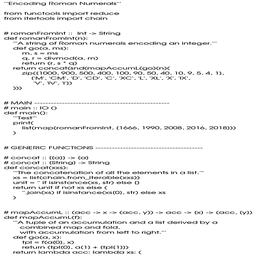 '''Encoding Roman Numerals'''
from functools import reduce
from itertools import chain
# romanFromInt :: Int -> String
def romanFromInt(n):
'''A string of Roman numerals encoding an integer.'''
def go(a, ms):
m, s = ms
q, r = divmod(a, m)
return (r, s * q)
return concat(mapAccumL(go)(n)(
zip([1000, 900, 500, 400, 100, 90, 50, 40, 10, 9, 5, 4, 1],
['M', 'CM', 'D', 'CD', 'C', 'XC', 'L', 'XL', 'X', 'IX',
'V', 'IV', 'I'])
)[1])
# MAIN -------------------------------------------------
# main :: IO ()
def main():
'''Test'''
print(
list(map(romanFromInt, [1666, 1990, 2008, 2016, 2018]))
)
# GENERIC FUNCTIONS ---------------------------------------
# concat :: [[a]] -> [a]
# concat :: [String] -> String
def concat(xxs):
'''The concatenation of all the elements in a list.'''
xs = list(chain.from_iterable(xxs))
unit = '' if isinstance(xs, str) else []
return unit if not xs else (
''.join(xs) if isinstance(xs[0], str) else xs
)
# mapAccumL :: (acc -> x -> (acc, y)) -> acc -> [x] -> (acc, [y])
def mapAccumL(f):
'''A tuple of an accumulation and a list derived by a
combined map and fold,
with accumulation from left to right.'''
def go(a, x):
tpl = f(a[0], x)
return (tpl[0], a[1] + [tpl[1]])
return lambda acc: lambda xs: (